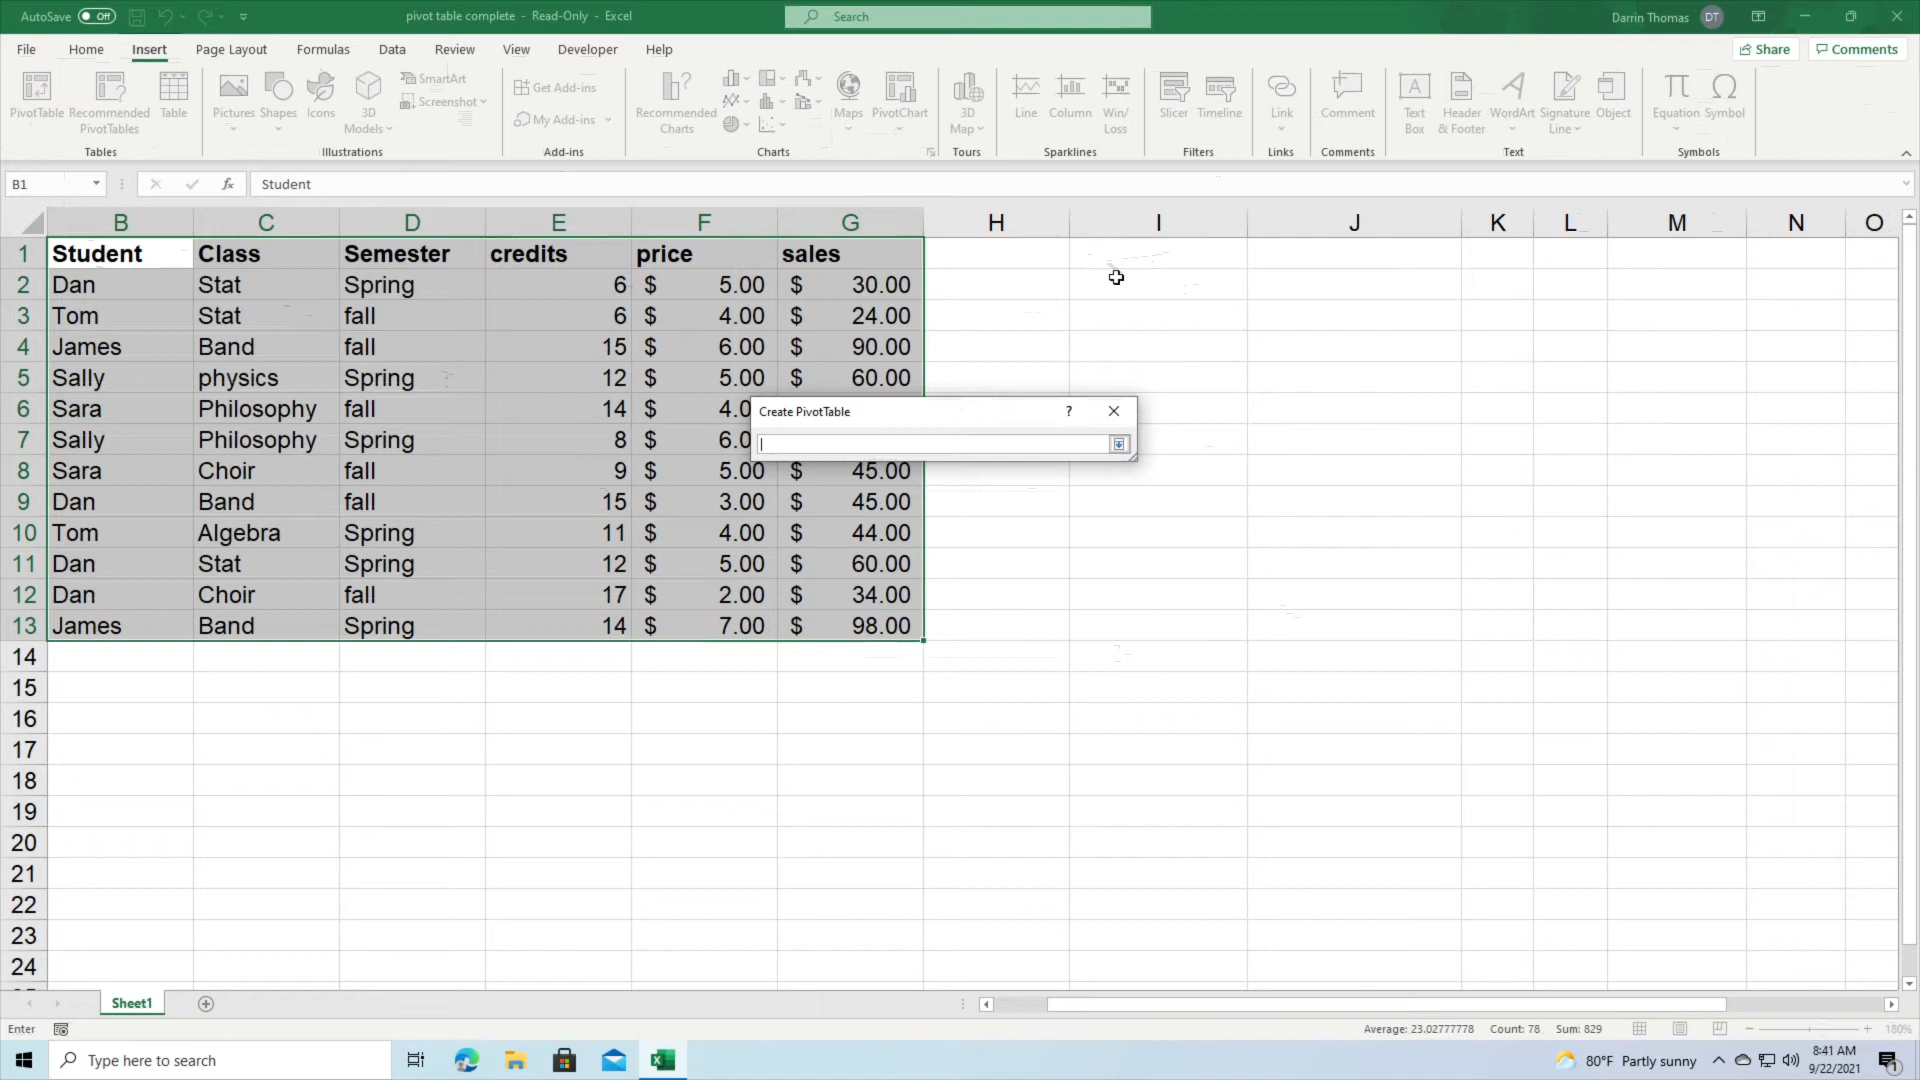 AutoSave Off pivot table complete - Read-Only - Excel Search Darrin Thomas DT
File Home Insert Page Layout Formulas Data Review View Developer Help Share Comments
PivotTable Recommended PivotTables Table
Tables
Pictures Shapes Icons 3D Models SmartArt Screenshot
Illustrations
Get Add-ins
My Add-ins
Add-ins
Recommended Charts Maps PivotChart
Charts
3D Map
Tours
Line Column Win/Loss
Sparklines
Slicer Timeline
Filters
Link
Links
Comment
Comments
Text Box Header & Footer WordArt Signature Line Object
Text
Equation Symbol
Symbols
B1 fx Student
B C D E F G H I J K L M N O
1 Student Class Semester credits price sales
2 Dan Stat Spring 6 $ 5.00 $ 30.00
3 Tom Stat fall 6 $ 4.00 $ 24.00
4 James Band fall 15 $ 6.00 $ 90.00
5 Sally physics Spring 12 $ 5.00 $ 60.00
6 Sara Philosophy fall 14 $ 4.0
7 Sally Philosophy Spring 8 $ 6.0
8 Sara Choir fall 9 $ 5.00 $ 45.00
9 Dan Band fall 15 $ 3.00 $ 45.00
10 Tom Algebra Spring 11 $ 4.00 $ 44.00
11 Dan Stat Spring 12 $ 5.00 $ 60.00
12 Dan Choir fall 17 $ 2.00 $ 34.00
13 James Band Spring 14 $ 7.00 $ 98.00
14
15
16
17
18
19
20
21
22
23
24
Create PivotTable ?
Sheet1
Enter Average: 23.02777778 Count: 78 Sum: 829 180%
Type here to search 80°F Partly sunny 8:41 AM
9/22/2021 1